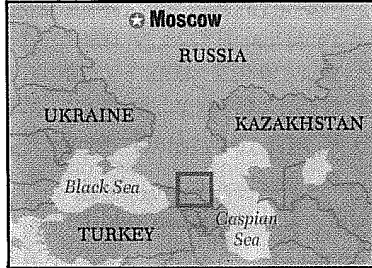 Moscow
RUSSIA
UKRAINE
KAZAKHSTAN
Black Sea
Caspian
Sea
TURKEY